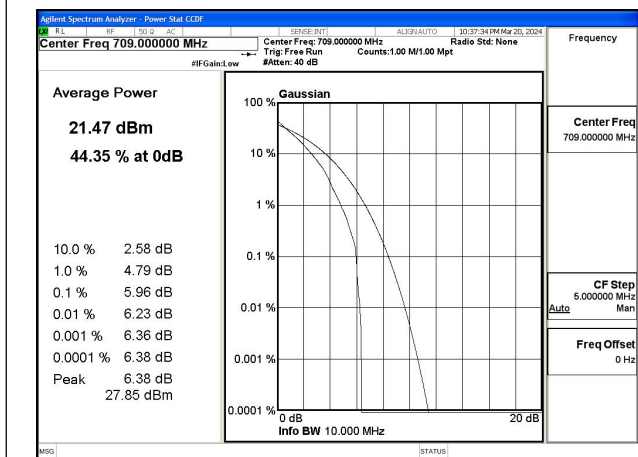 Agilent Spectrum Analyzer - Power Stat CCDF
LXI RL RF 50 Ω AC SENSE:INT ALIGN AUTO 10:37:34 PM Mar 20, 2024
Center Freq 709.000000 MHz
Center Freq: 709.000000 MHz Radio Std: None
Trig: Free Run Counts:1.00 M/1.00 Mpt
#IFGain:Low #Atten: 40 dB
Frequency
Average Power
21.47 dBm
44.35 % at 0dB
10.0 % 2.58 dB
1.0 % 4.79 dB
0.1 % 5.96 dB
0.01 % 6.23 dB
0.001 % 6.36 dB
0.0001 % 6.38 dB
Peak 6.38 dB
27.85 dBm
Gaussian
100 %
10 %
1 %
0.1 %
0.01 %
0.001 %
0.0001 %
0 dB 20 dB
Info BW 10.000 MHz
Center Freq
709.000000 MHz
CF Step
5.000000 MHz
Auto Man
Freq Offset
0 Hz
MSG STATUS